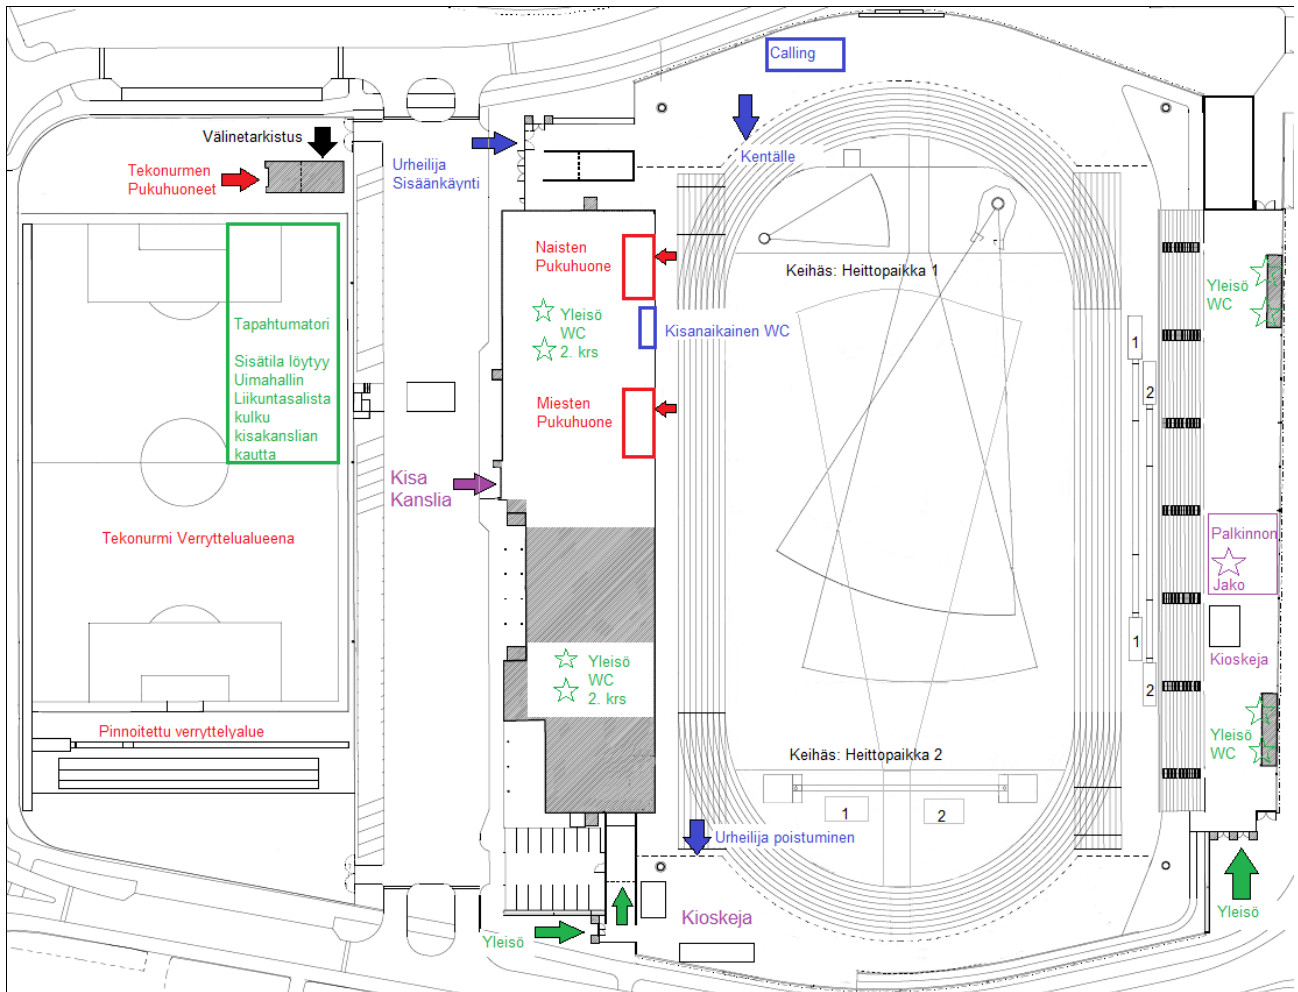 Calling
Välinetarkistus
Tekonurmen
Pukuhuoneet
Urheilija
Sisäänkäynti
Kentälle
Naisten
Pukuhuone
Keihäs: Heittopaikka 1
Yleisö
WC
Yleisö
WC
2. krs
Kisanaikainen WC
Tapahtumatori
Sisätila löytyy
Uimahallin
Liikuntasalista
kulku
kisakanslian
kautta
1
2
Miesten
Pukuhuone
Kisa
Kanslia
Tekonurmi Verryttelualueena
Palkinnon
Jako
1
2
Kioskeja
Yleisö
WC
2. krs
Pinnoitettu verryttelyalue
Yleisö
WC
Keihäs: Heittopaikka 2
1
2
Urheilija poistuminen
Kioskeja
Yleisö
Yleisö